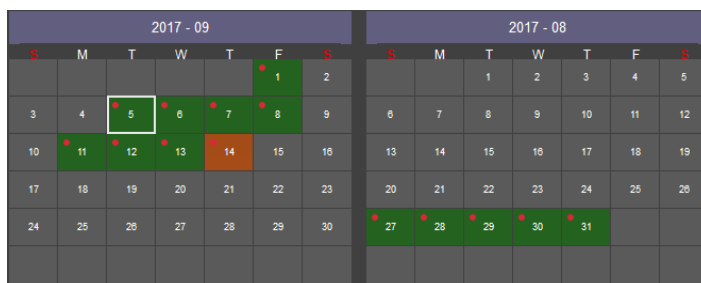 2017 - 09
S M T W T F S
1 2
3 4 5 6 7 8 9
10 11 12 13 14 15 16
17 18 19 20 21 22 23
24 25 26 27 28 29 30
2017 - 08
S M T W T F S
1 2 3 4 5
6 7 8 9 10 11 12
13 14 15 16 17 18 19
20 21 22 23 24 25 26
27 28 29 30 31